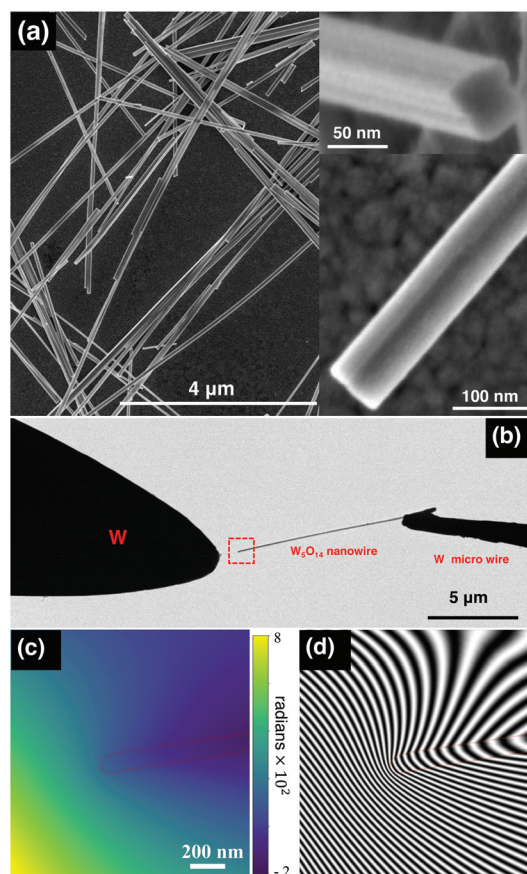 (a)
50 nm
4 µm
100 nm
(b)
W
W₅O₁₄ nanowire
W micro wire
5 µm
(c)
8
radians × 10²
-2
200 nm
(d)